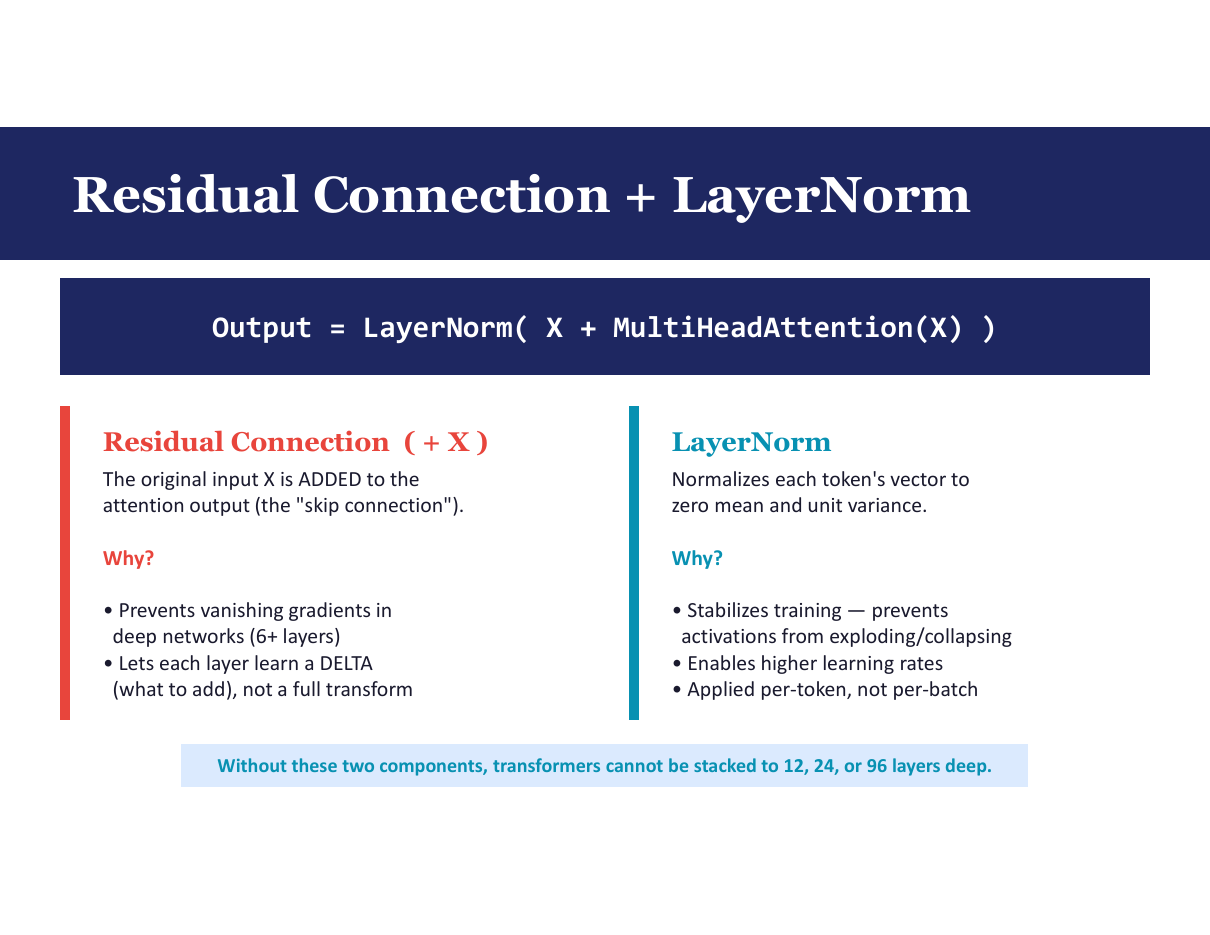 Residual Connection + LayerNorm
Output = LayerNorm( X + MultiHeadAttention(X) )
Residual Connection  ( + X )
The original input X is ADDED to the
attention output (the "skip connection").
Why?
• Prevents vanishing gradients in
deep networks (6+ layers)
• Lets each layer learn a DELTA
(what to add), not a full transform
LayerNorm
Normalizes each token's vector to
zero mean and unit variance.
Why?
• Stabilizes training — prevents
activations from exploding/collapsing
• Enables higher learning rates
• Applied per-token, not per-batch
Without these two components, transformers cannot be stacked to 12, 24, or 96 layers deep.